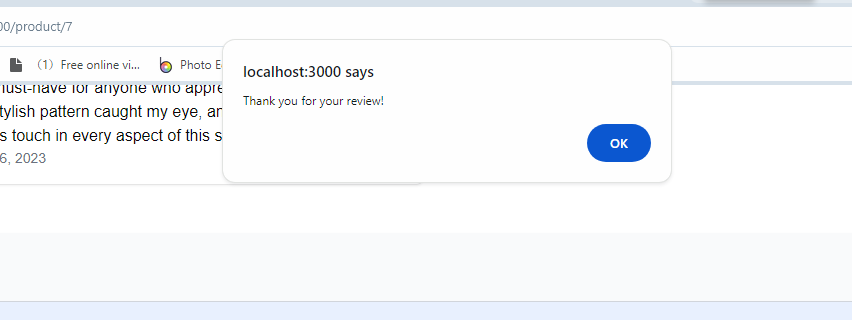 00/product/7
(1) Free online vi...
Photo E
localhost:3000 says
Thank you for your review!
OK
must-have for anyone who appre
tylish pattern caught my eye, an
s touch in every aspect of this s
6, 2023